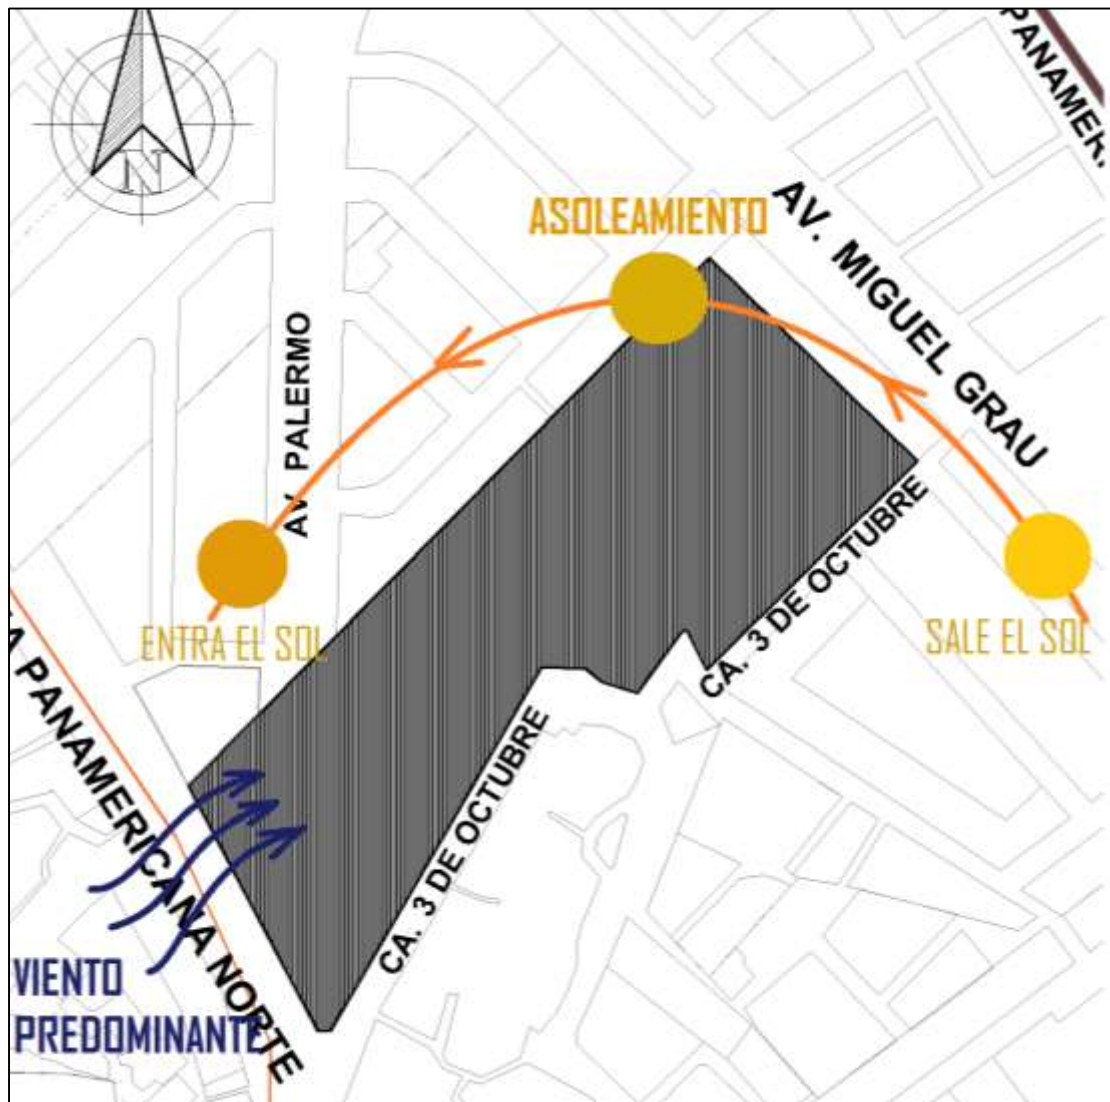 N
PANAMER
ASOLEAMIENTO
AV. MIGUEL GRAU
AV PALERMO
ENTRA EL SOL
SALE EL SOL
CA. 3 DE OCTUBRE
CA. 3 DE OCTUBRE
A PANAMERICANA NORTE
VIENTO
PREDOMINANTE